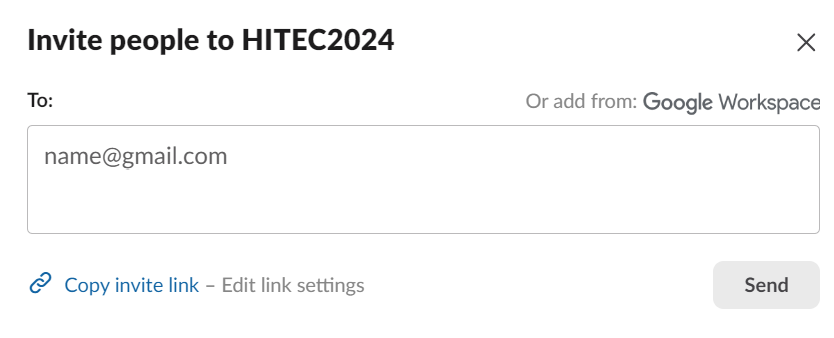 Invite people to HITEC2024
To: Or add from: Google Workspace
name@gmail.com
Copy invite link – Edit link settings Send